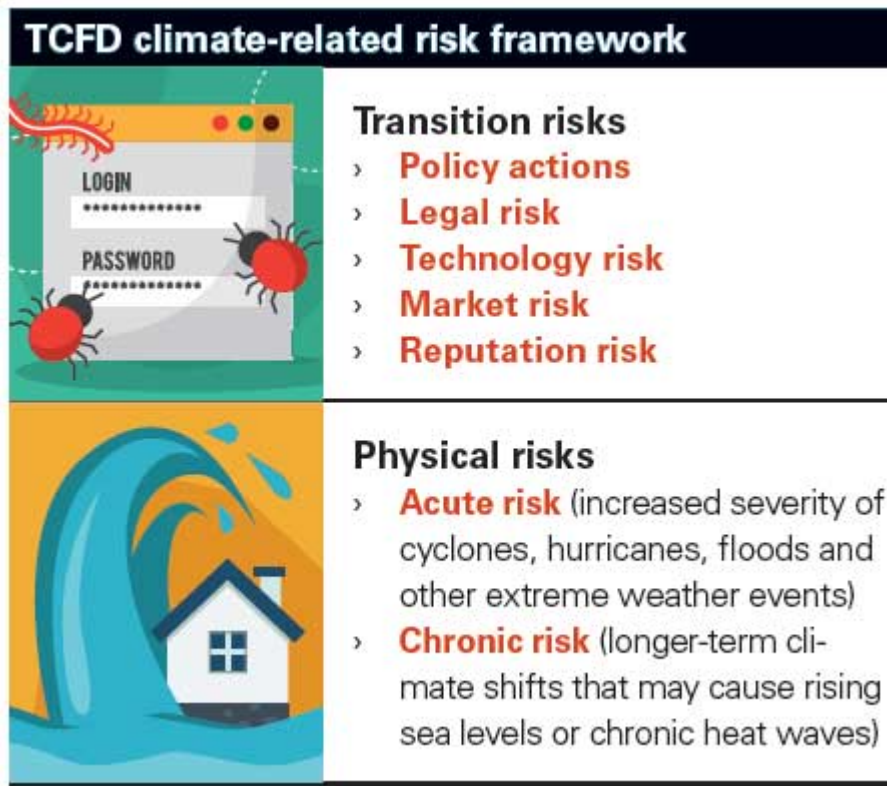 TCFD climate-related risk framework
LOGIN
*************
PASSWORD
*************
Transition risks
› Policy actions
› Legal risk
› Technology risk
› Market risk
› Reputation risk
Physical risks
› Acute risk (increased severity of
cyclones, hurricanes, floods and
other extreme weather events)
› Chronic risk (longer-term cli-
mate shifts that may cause rising
sea levels or chronic heat waves)